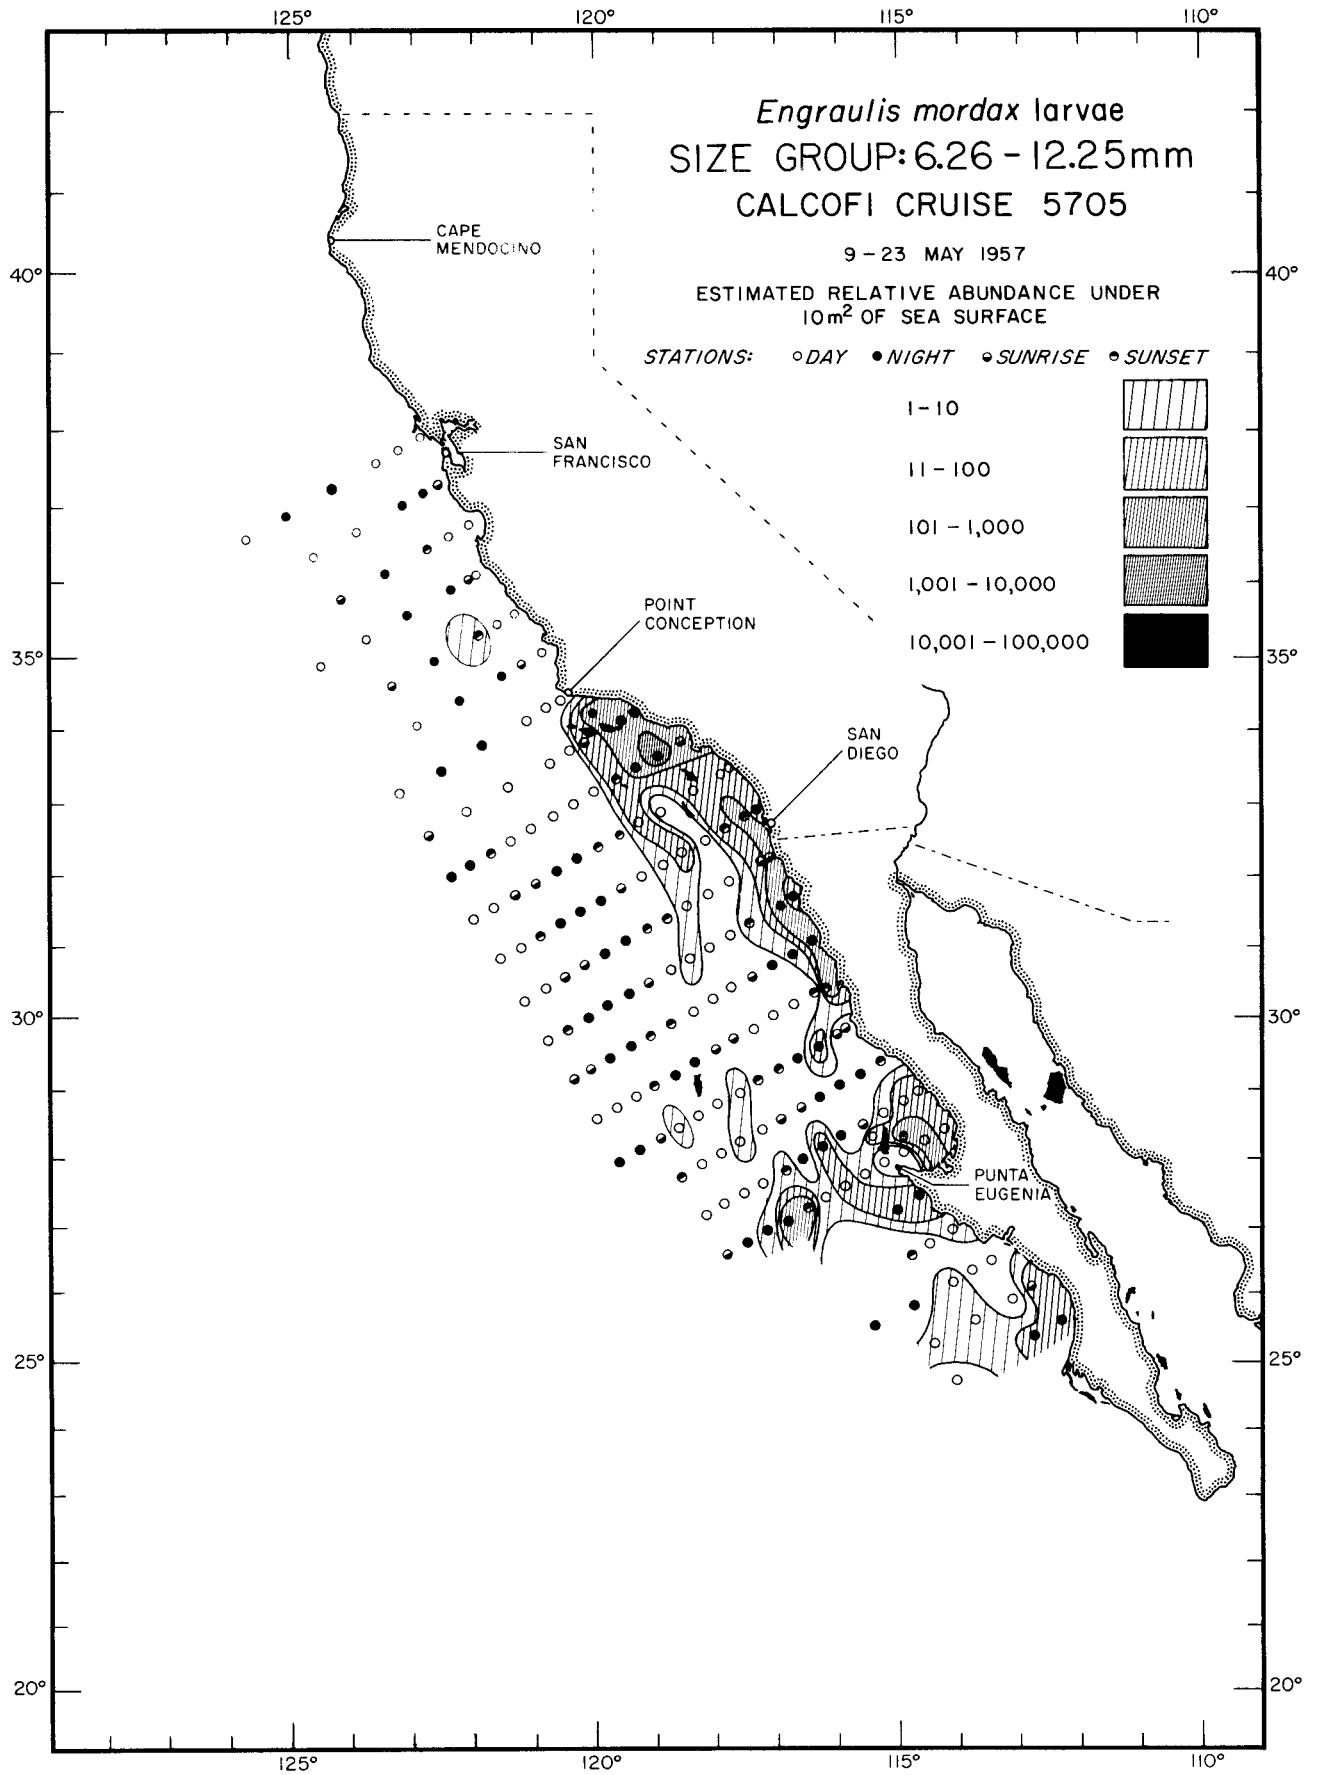 125° 120° 115° 110°
Engraulis mordax larvae
SIZE GROUP: 6.26 - 12.25mm
CALCOFI CRUISE 5705
9 - 23 MAY 1957
ESTIMATED RELATIVE ABUNDANCE UNDER
10m² OF SEA SURFACE
STATIONS: DAY NIGHT SUNRISE SUNSET
1 - 10
11 - 100
101 - 1,000
1,001 - 10,000
10,001 - 100,000
CAPE
MENDOCINO
40° 40°
SAN
FRANCISCO
POINT
CONCEPTION
35° 35°
SAN
DIEGO
30° 30°
PUNTA
EUGENIA
25° 25°
20° 20°
125° 120° 115° 110°